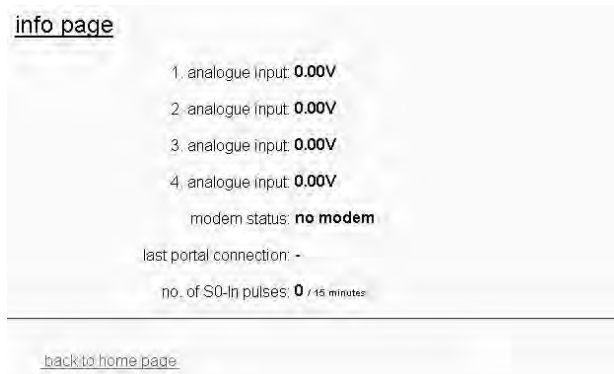 info page
1. analogue input: 0.00V
2. analogue input: 0.00V
3. analogue input: 0.00V
4. analogue input: 0.00V
modem status: no modem
last portal connection: -
no. of S0-In pulses: 0 / 15 minutes
back to home page